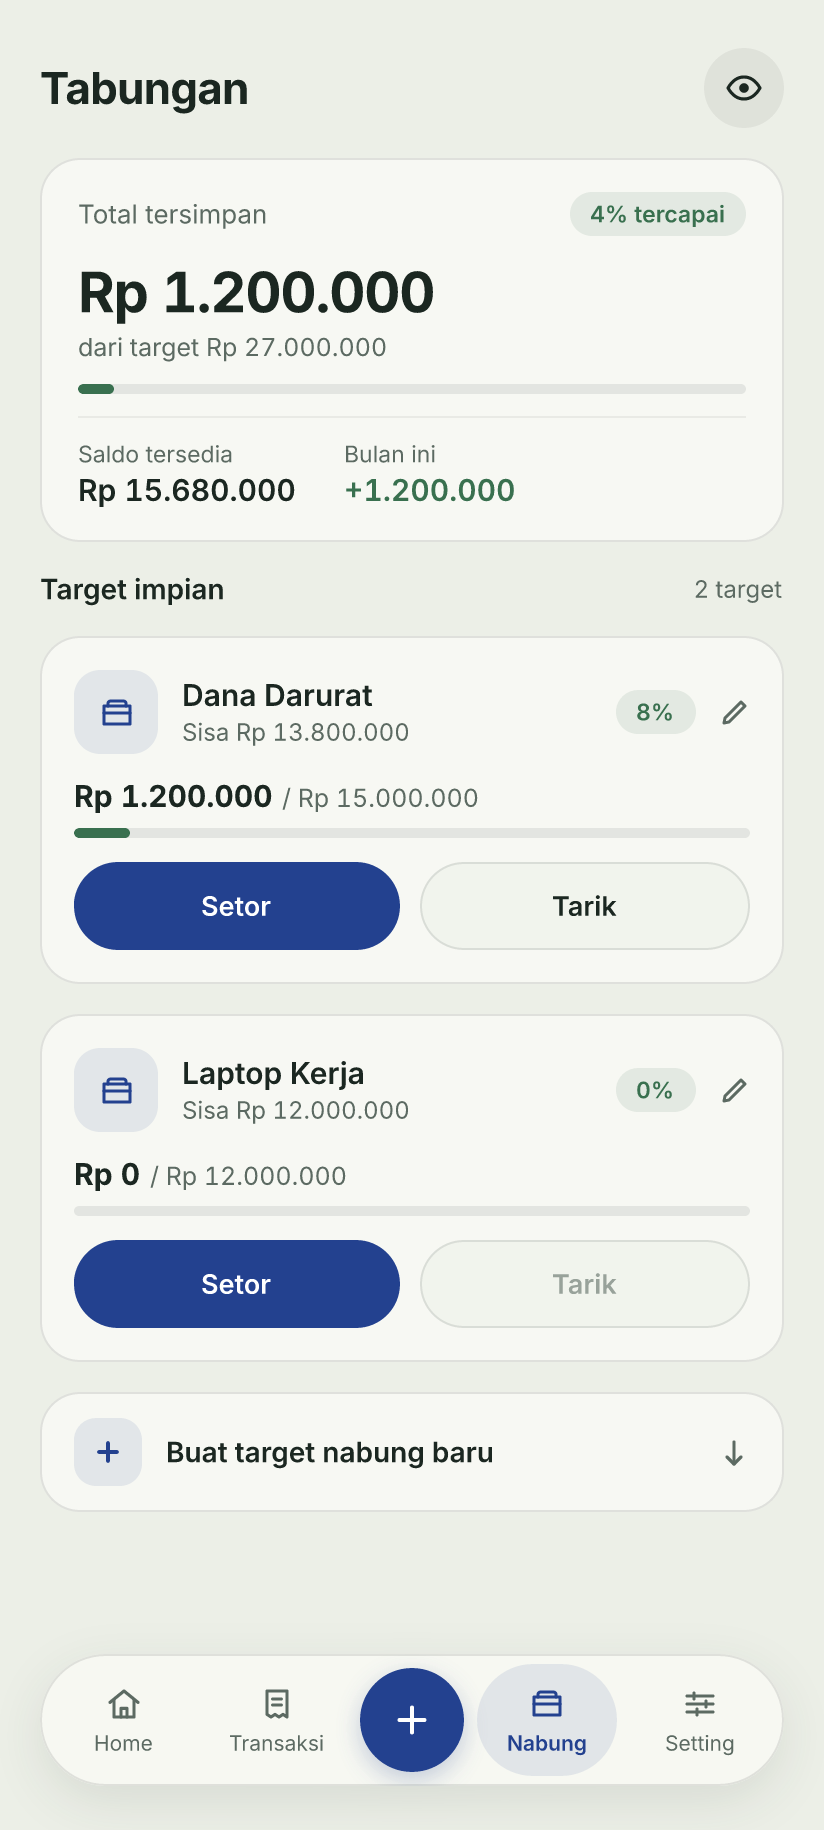 Tabungan
Total tersimpan
4% tercapai
Rp 1.200.000
dari target Rp 27.000.000
Saldo tersedia
Bulan ini
Rp 15.680.000
+1.200.000
Target impian
2 target
Dana Darurat
Sisa Rp 13.800.000
8%
Rp 1.200.000 / Rp 15.000.000
Setor
Tarik
Laptop Kerja
Sisa Rp 12.000.000
0%
Rp 0 / Rp 12.000.000
Setor
Tarik
Buat target nabung baru
Home
Transaksi
Nabung
Setting